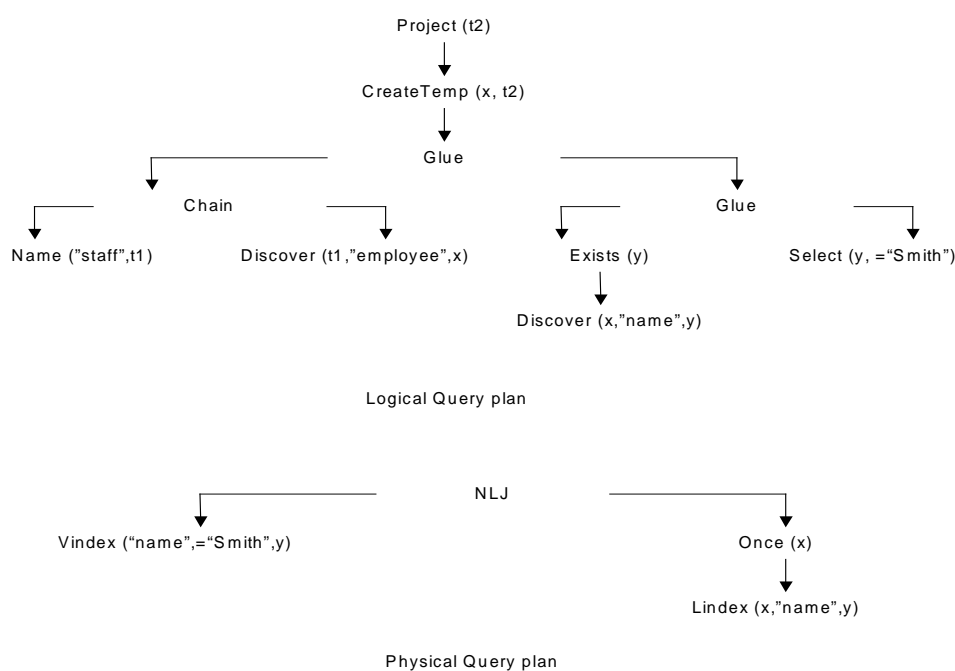 Project (t2)
CreateTemp (x, t2)
Glue
Chain
Glue
Name ("staff",t1)
Discover (t1,"employee",x)
Exists (y)
Select (y, =“Smith”)
Discover (x,"name",y)
Logical Query plan
NLJ
Vindex (“name”,=“Smith”,y)
Once (x)
Lindex (x,"name",y)
Physical Query plan